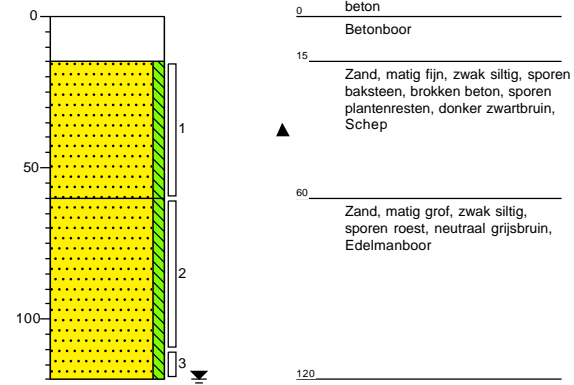 0
50
100
1
2
3
0
beton
Betonboor
15
Zand, matig fijn, zwak siltig, sporen
baksteen, brokken beton, sporen
plantenresten, donker zwartbruin,
Schep
60
Zand, matig grof, zwak siltig,
sporen roest, neutraal grijsbruin,
Edelmanboor
120